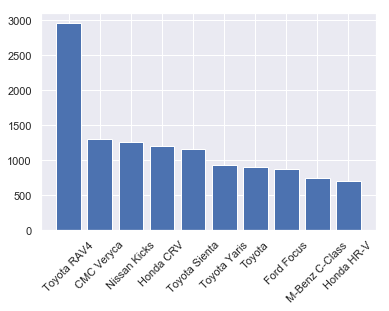 3000
2500
2000
1500
1000
500
0
Toyota RAV4
CMC Veryca
Nissan Kicks
Honda CRV
Toyota Sienta
Toyota Yaris
Toyota
Ford Focus
M-Benz C-Class
Honda HR-V